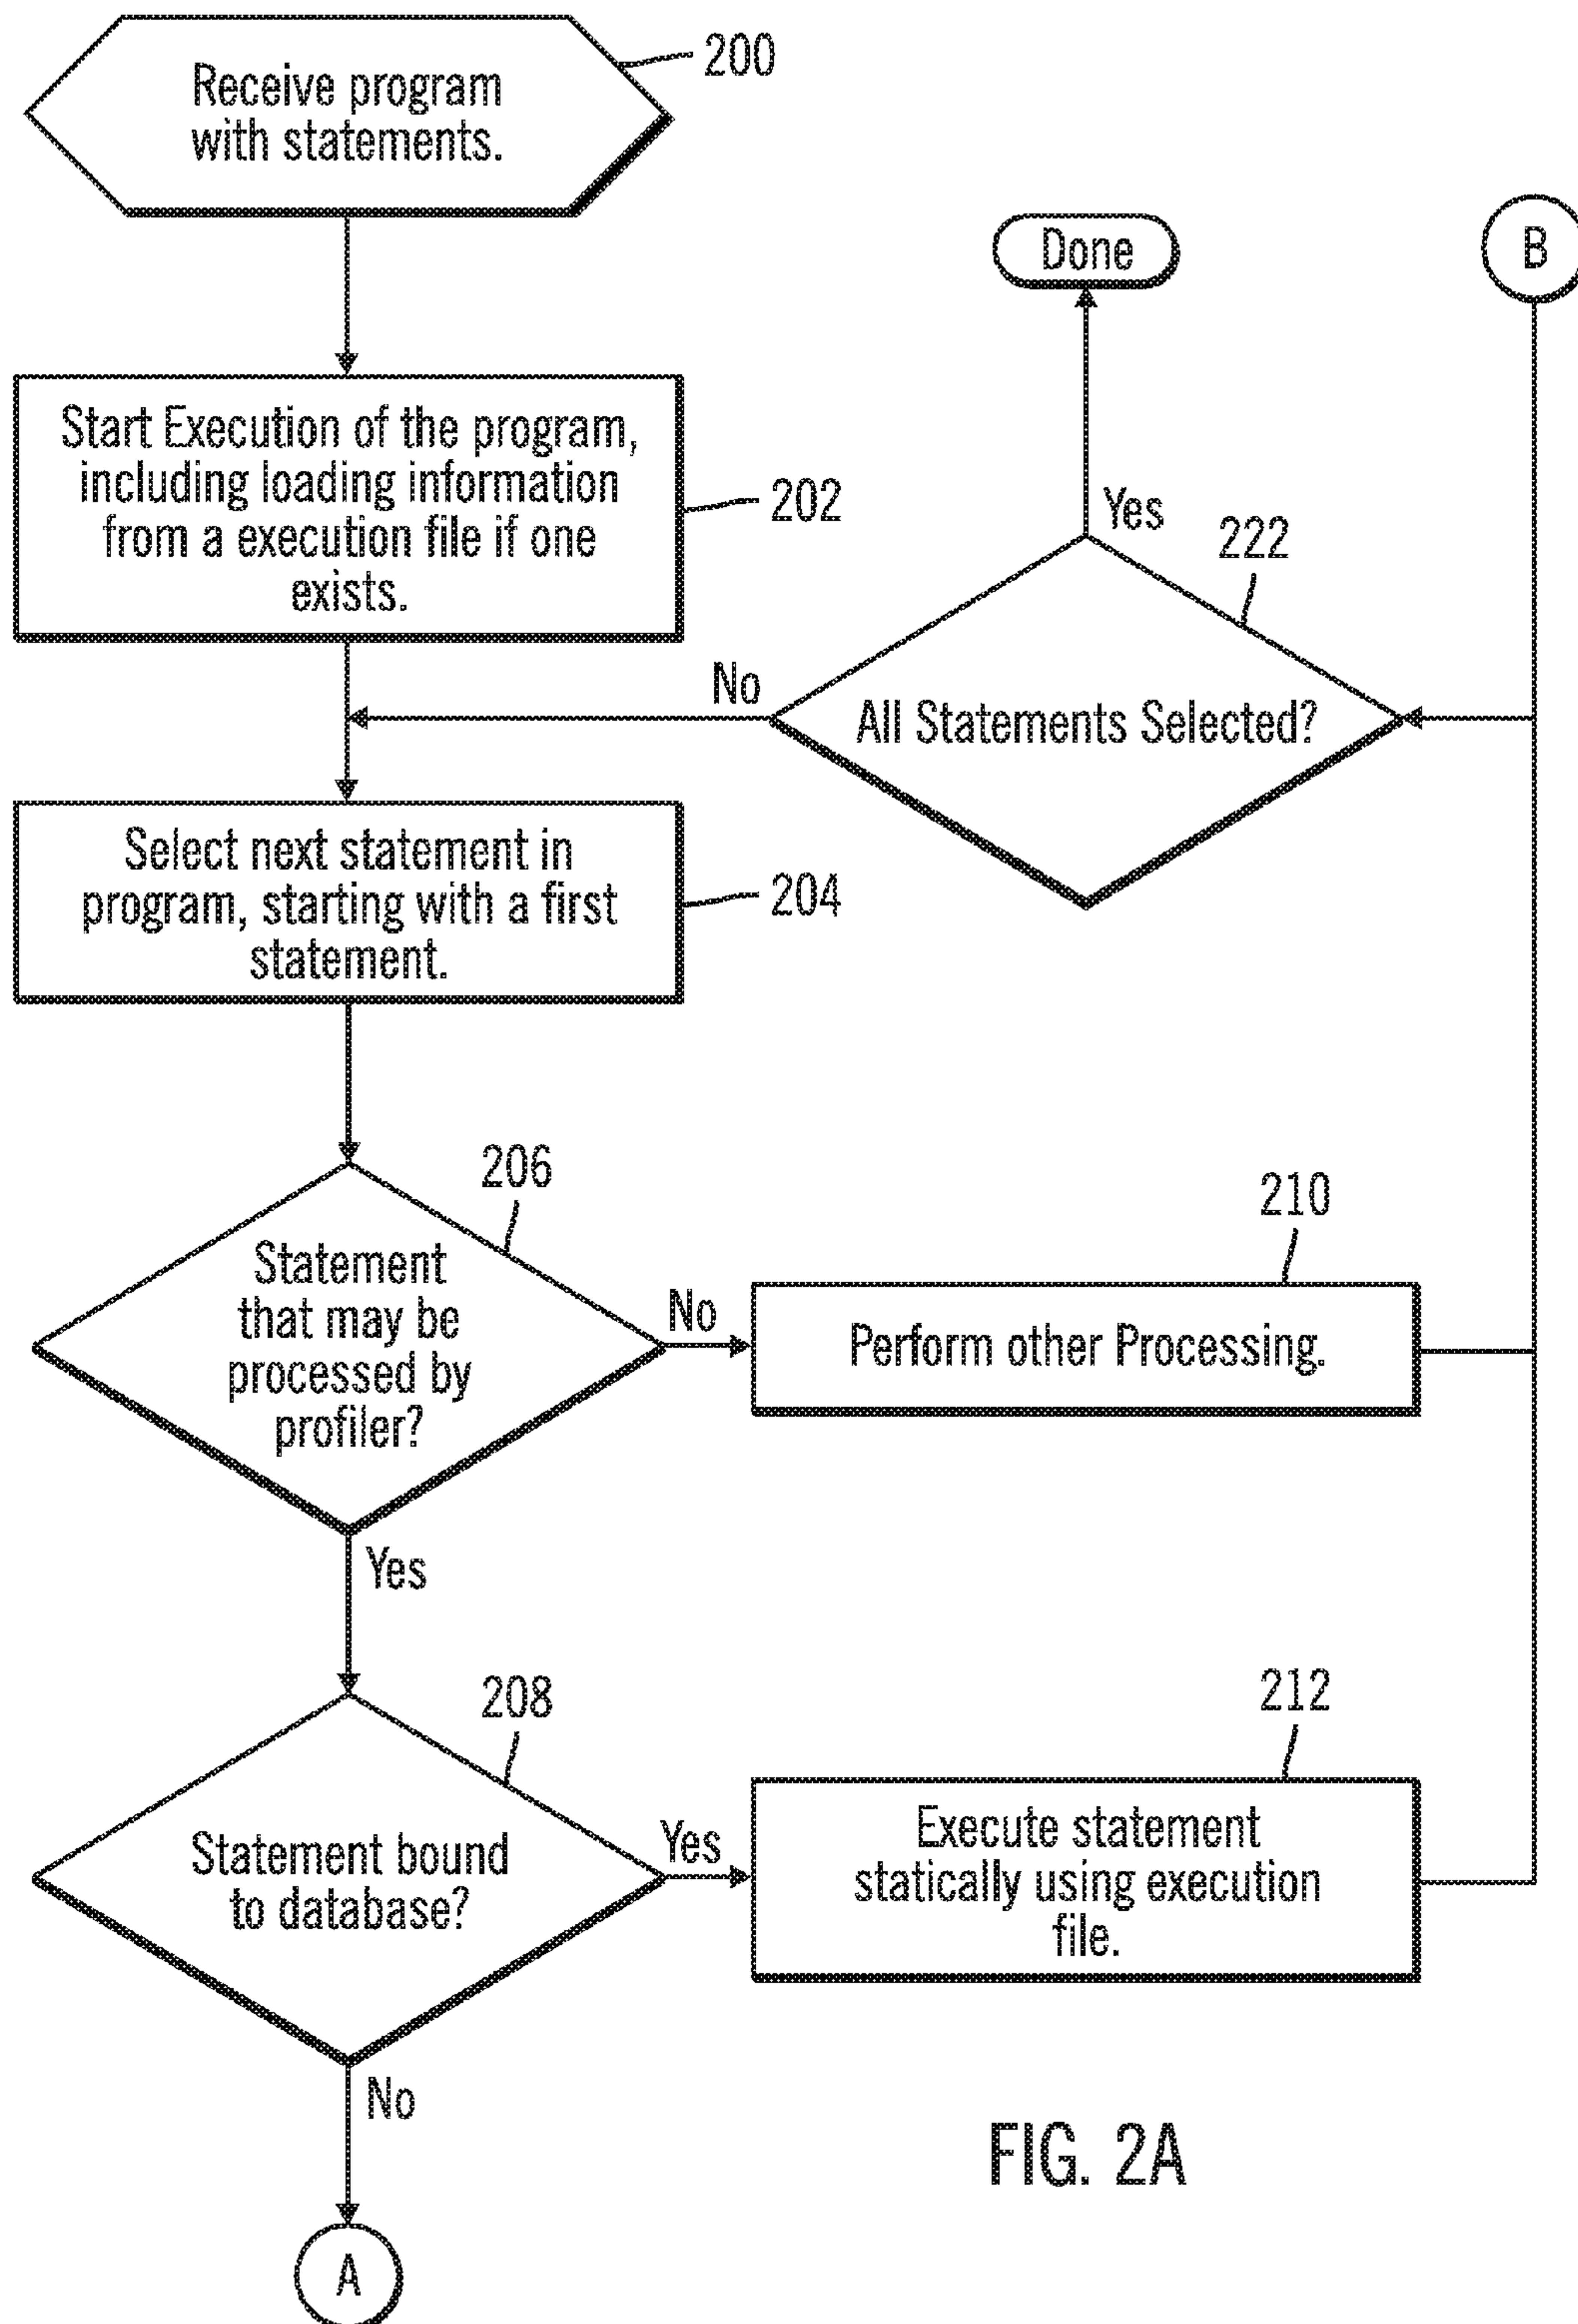 Receive program
with statements.
200
Done
B
Start Execution of the program,
including loading information
from a execution file if one
exists.
202
Yes
222
No
All Statements Selected?
Select next statement in
program, starting with a first
statement.
204
206
Statement
that may be
processed by
profiler?
No
210
Perform other Processing.
Yes
208
Statement bound
to database?
Yes
212
Execute statement
statically using execution
file.
No
A
FIG. 2A